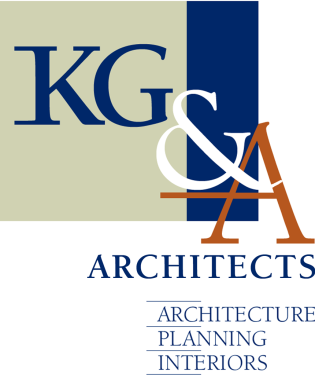 KG&A
ARCHITECTS
ARCHITECTURE
PLANNING
INTERIORS